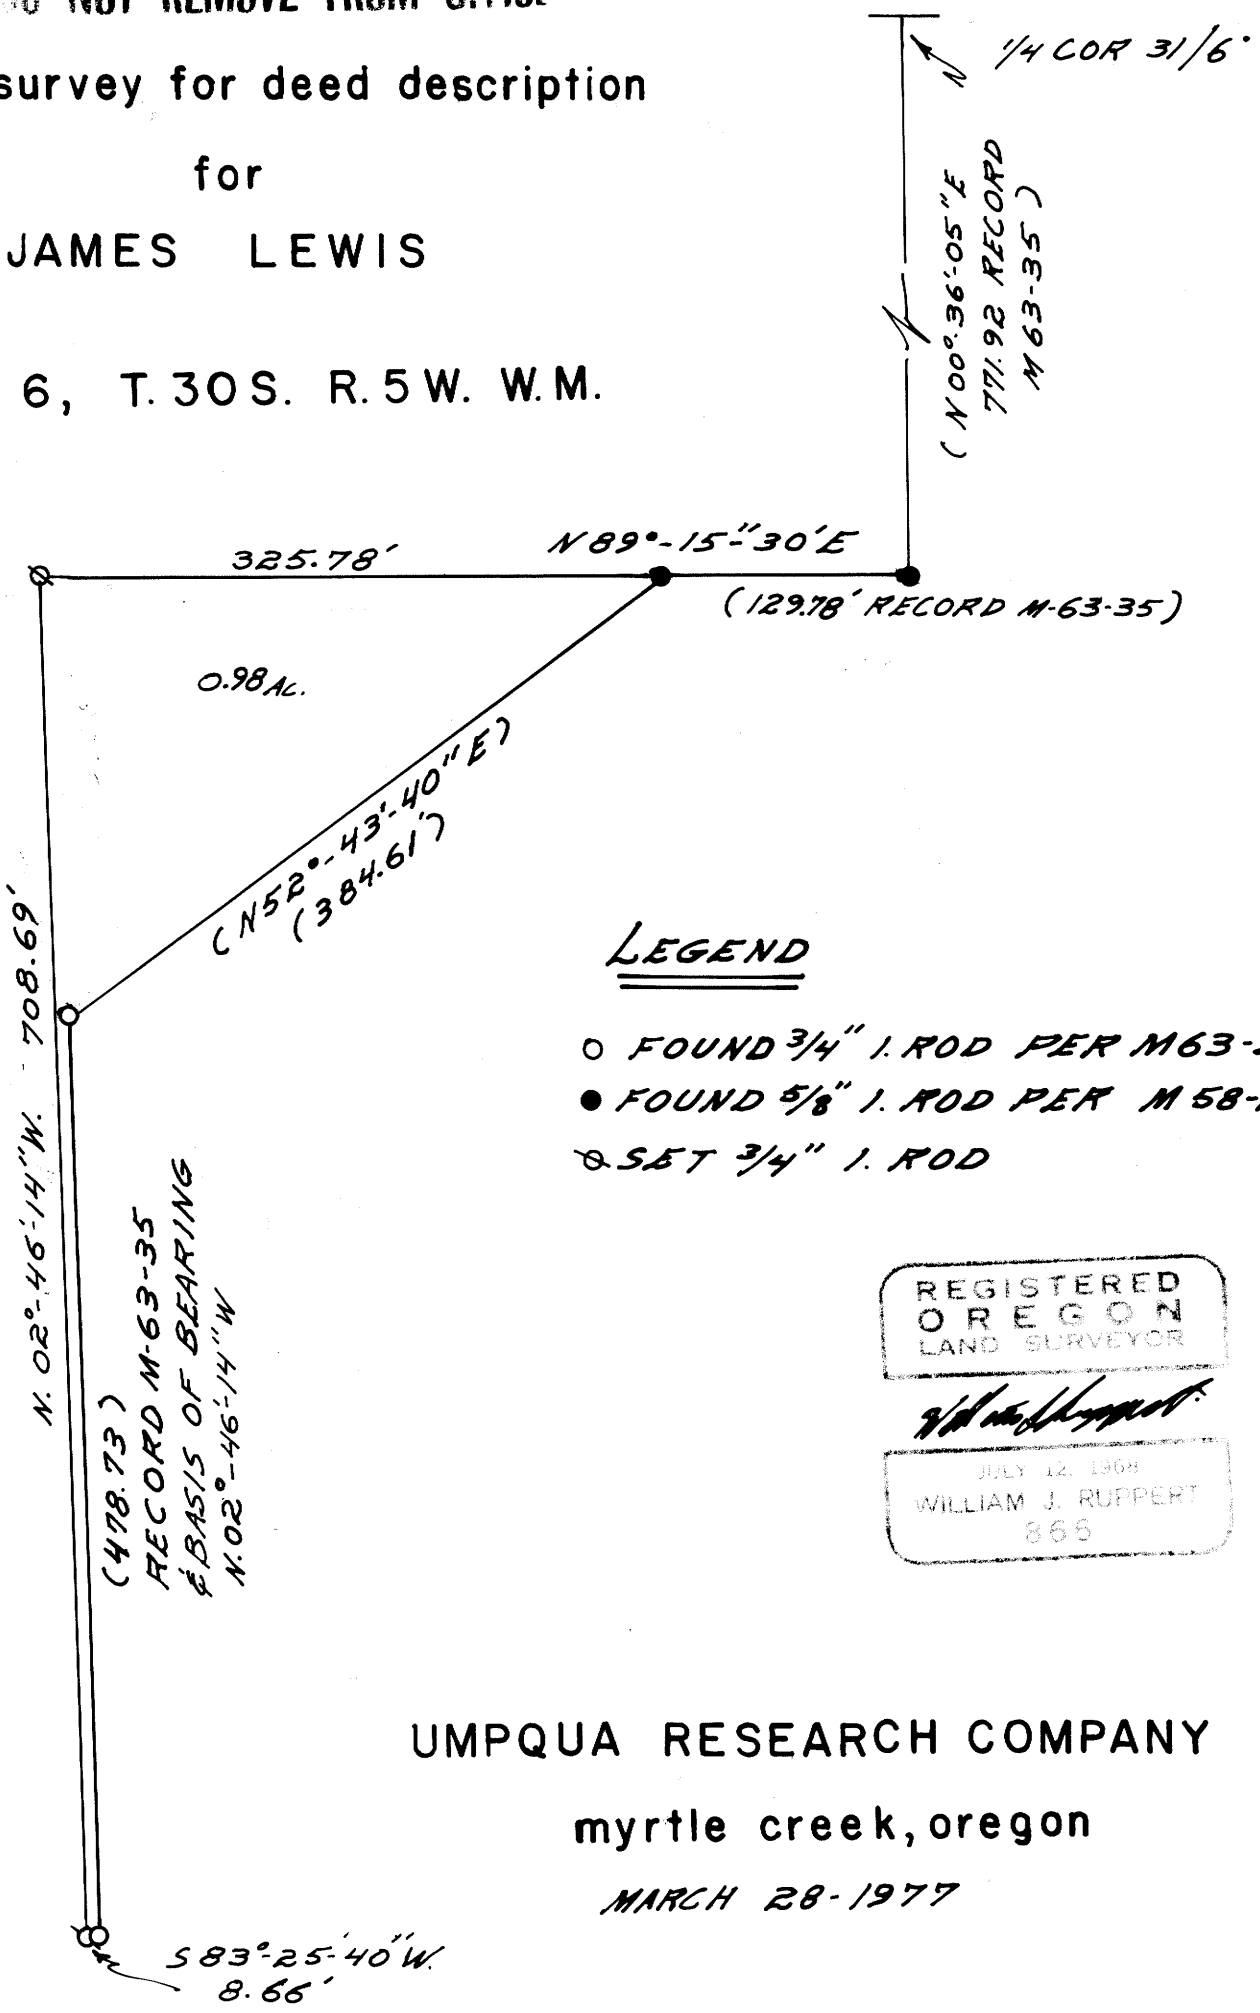 DO NOT REMOVE FROM OFFICE
survey for deed description
for
JAMES LEWIS
6, T. 30 S. R. 5 W. W. M.
1/4 COR 31/6
(N 00°-36'-05" E
771.92 RECORD
M 63-35)
325.78'
N 89°-15-"30' E
(129.78' RECORD M-63-35)
0.98 AC.
(N 52°-43'-40" E)
(384.61')
N. 02°-46'-14" W. - 708.69'
(478.73)
RECORD M-63-35
& BASIS OF BEARING
N. 02°-46'-14" W
LEGEND
FOUND 3/4" I. ROD PER M63-
FOUND 5/8" I. ROD PER M 58-
SET 3/4" I. ROD
REGISTERED
OREGON
LAND SURVEYOR
JULY 12, 1968
WILLIAM J. RUPPERT
866
UMPQUA RESEARCH COMPANY
myrtle creek, oregon
MARCH 28-1977
S 83°-25-'40" W.
8.66'